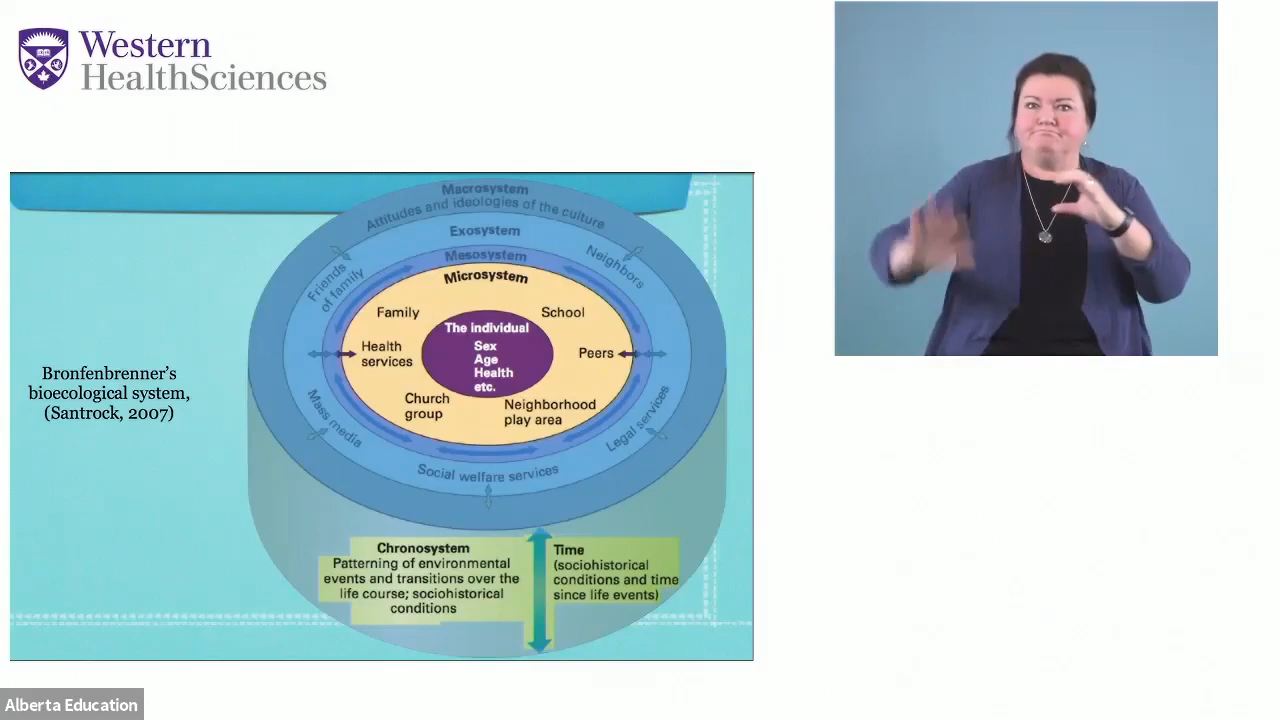 Western
HealthSciences
Bronfenbrenner's
bioecological system,
(Santrock, 2007)
Macrosystem
Attitudes and ideologies of the culture
Exosystem
Mesosystem
Microsystem
Friends
of family
Neighbors
Family
School
The individual
Sex
Age
Health
etc.
Health
services
Peers
Church
group
Neighborhood
play area
Mass media
Legal services
Social welfare services
Chronosystem
Patterning of environmental
events and transitions over the
life course; sociohistorical
conditions
Time
(sociohistorical
conditions and time
since life events)
Alberta Education